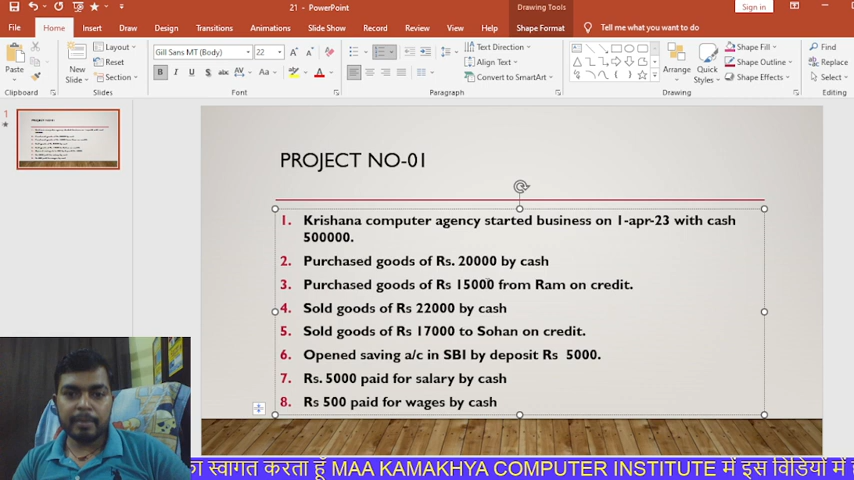 21 - PowerPoint
Drawing Tools
Sign in
File
Home
Insert
Draw
Design
Transitions
Animations
Slide Show
Record
Review
View
Help
Shape Format
Tell me what you want to do
Paste
New
Slide
Layout
Reset
Section
Gill Sans MT (Body)
22
B I U S abc AV Aa A
Text Direction
Align Text
Convert to SmartArt
Arrange
Quick
Styles
Shape Fill
Shape Outline
Shape Effects
Find
Replace
Select
Clipboard
Slides
Font
Paragraph
Drawing
Editing
1
PROJECT NO-01
1. Krishana computer agency started business on 1-apr-23 with cash
500000.
2. Purchased goods of Rs. 20000 by cash
3. Purchased goods of Rs 15000 from Ram on credit.
4. Sold goods of Rs 22000 by cash
5. Sold goods of Rs 17000 to Sohan on credit.
6. Opened saving a/c in SBI by deposit Rs 5000.
7. Rs. 5000 paid for salary by cash
8. Rs 500 paid for wages by cash
का स्वागत करता हूँ MAA KAMAKHYA COMPUTER INSTITUTE में इस विडियों में